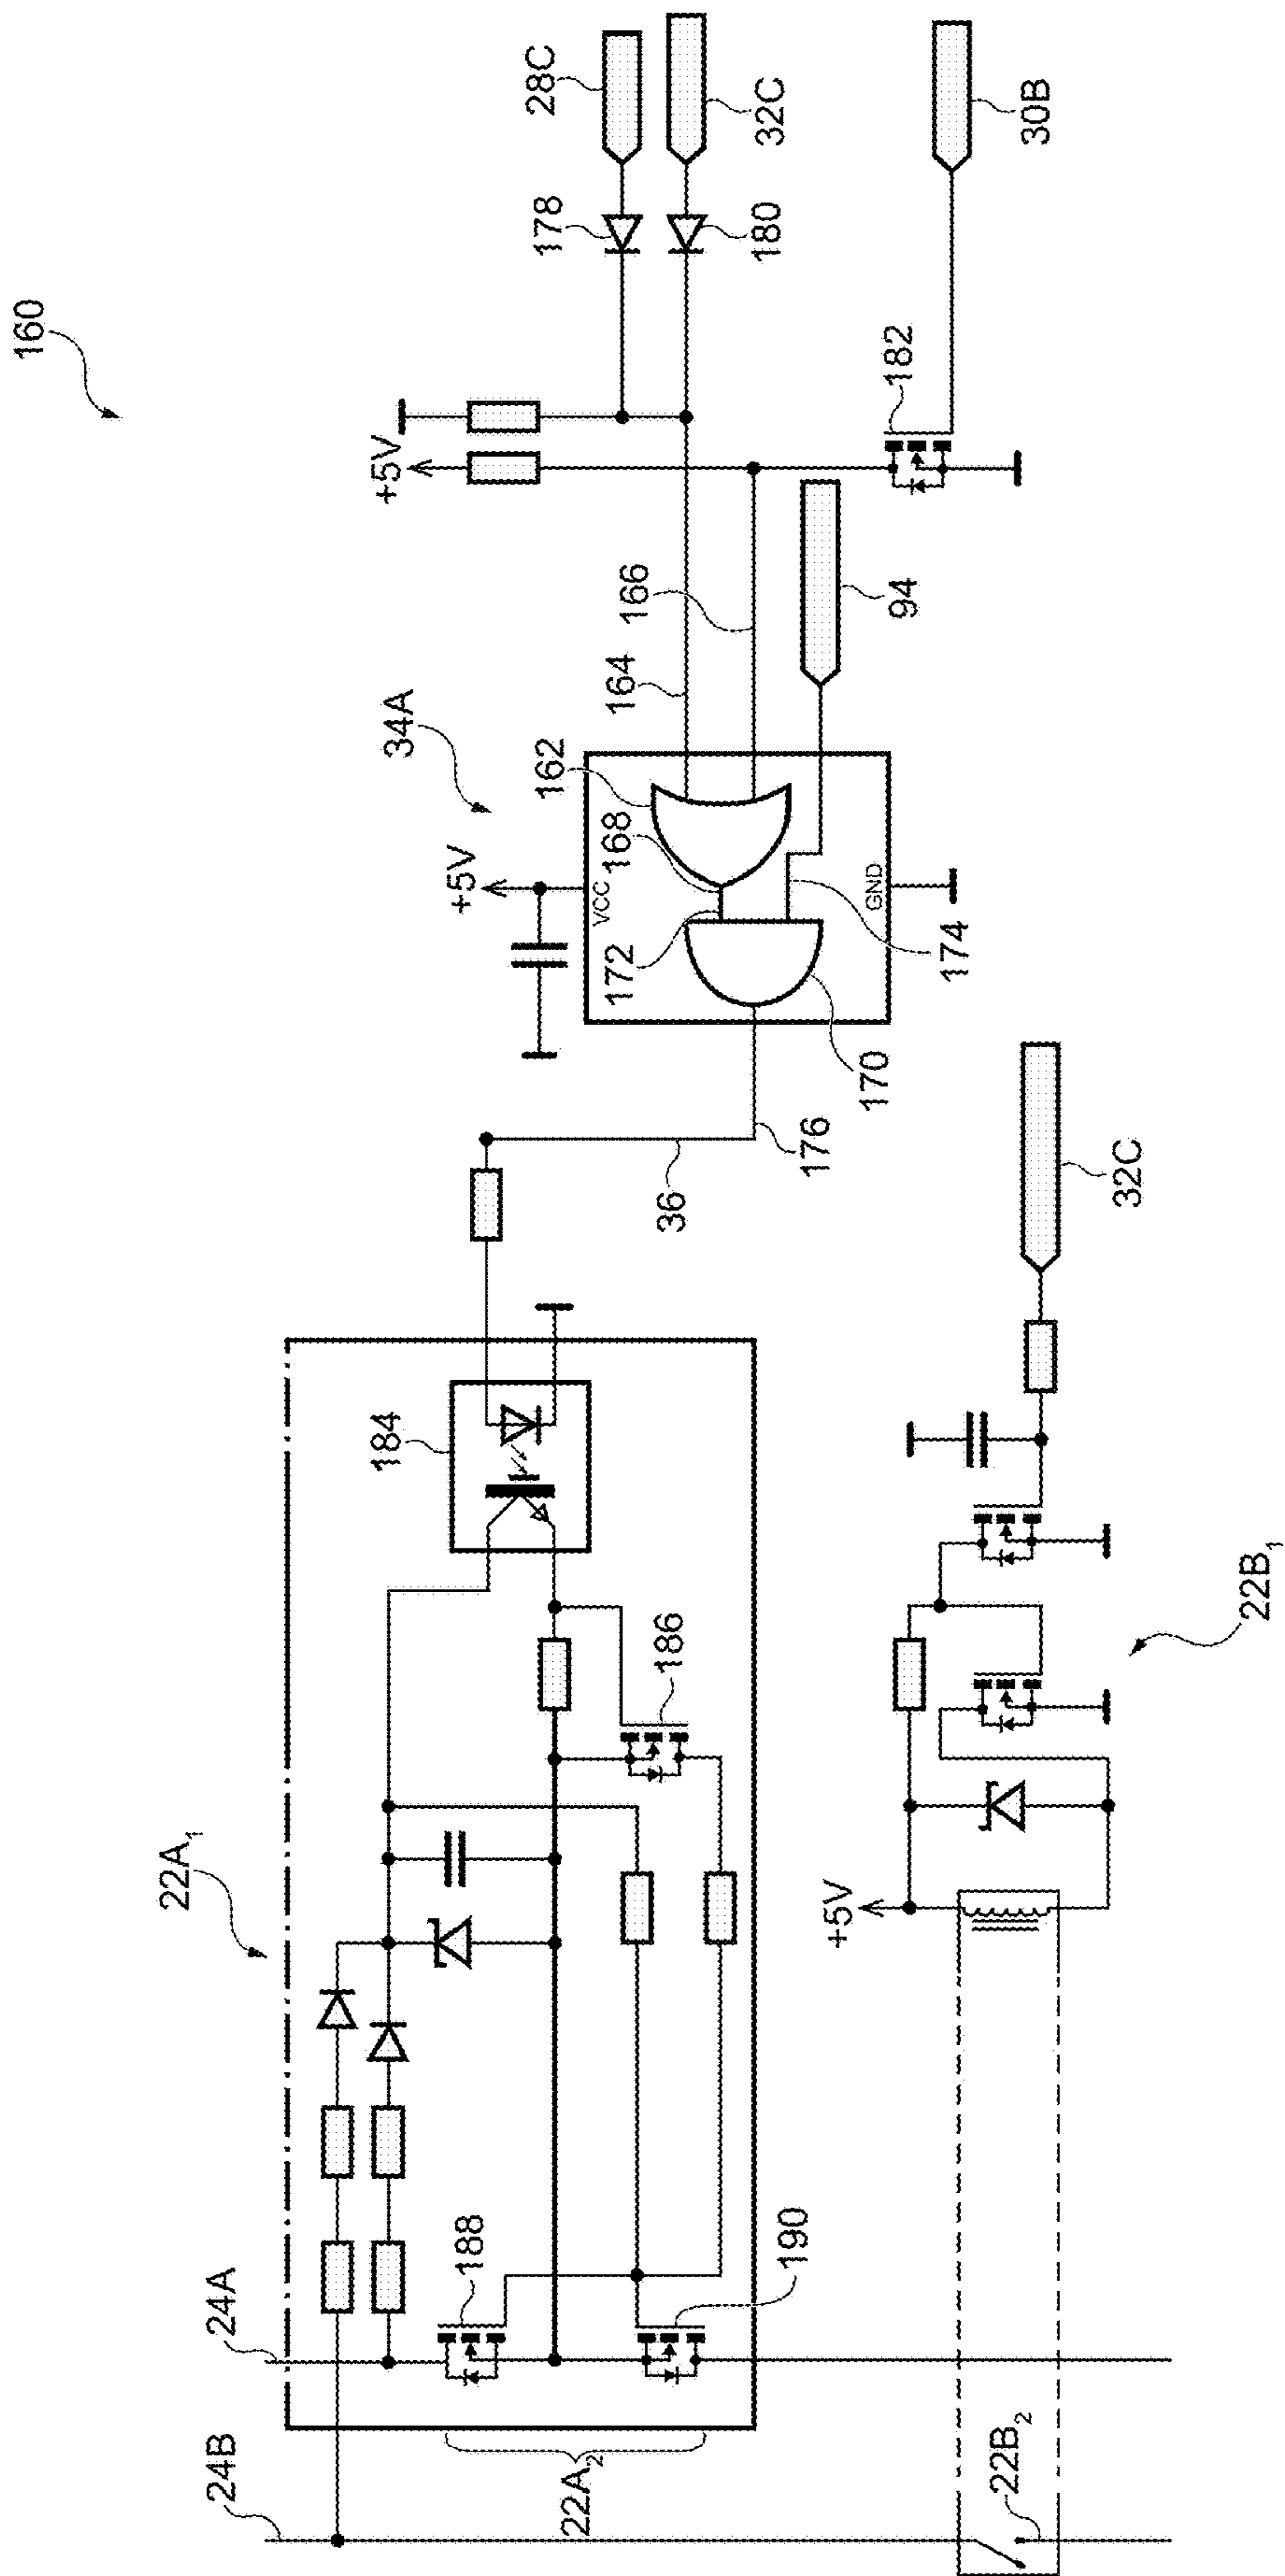 160
28C
32C
178
180
30B
+5V
182
94
166
164
34A
162
168
+5V
VCC
GND
172
174
170
176
36
32C
184
186
22A1
22B1
+5V
188
190
24A
24B
22A2
22B2